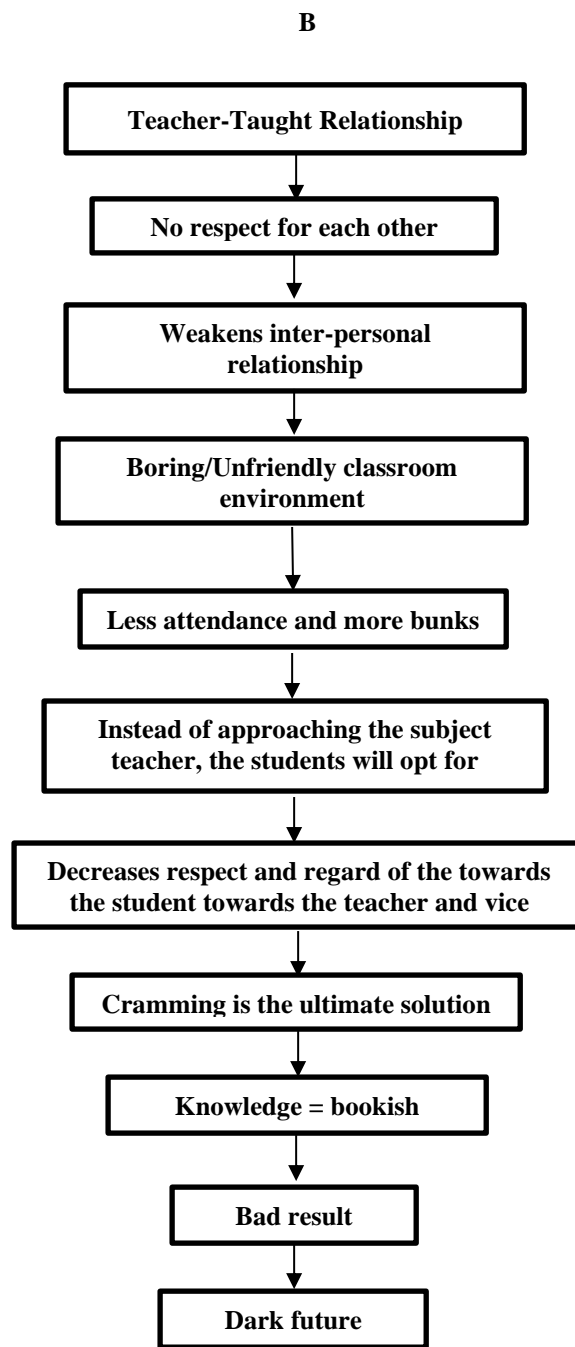 B
Teacher-Taught Relationship
No respect for each other
Weakens inter-personal
relationship
Boring/Unfriendly classroom
environment
Less attendance and more bunks
Instead of approaching the subject
teacher, the students will opt for
Decreases respect and regard of the towards
the student towards the teacher and vice
Cramming is the ultimate solution
Knowledge = bookish
Bad result
Dark future